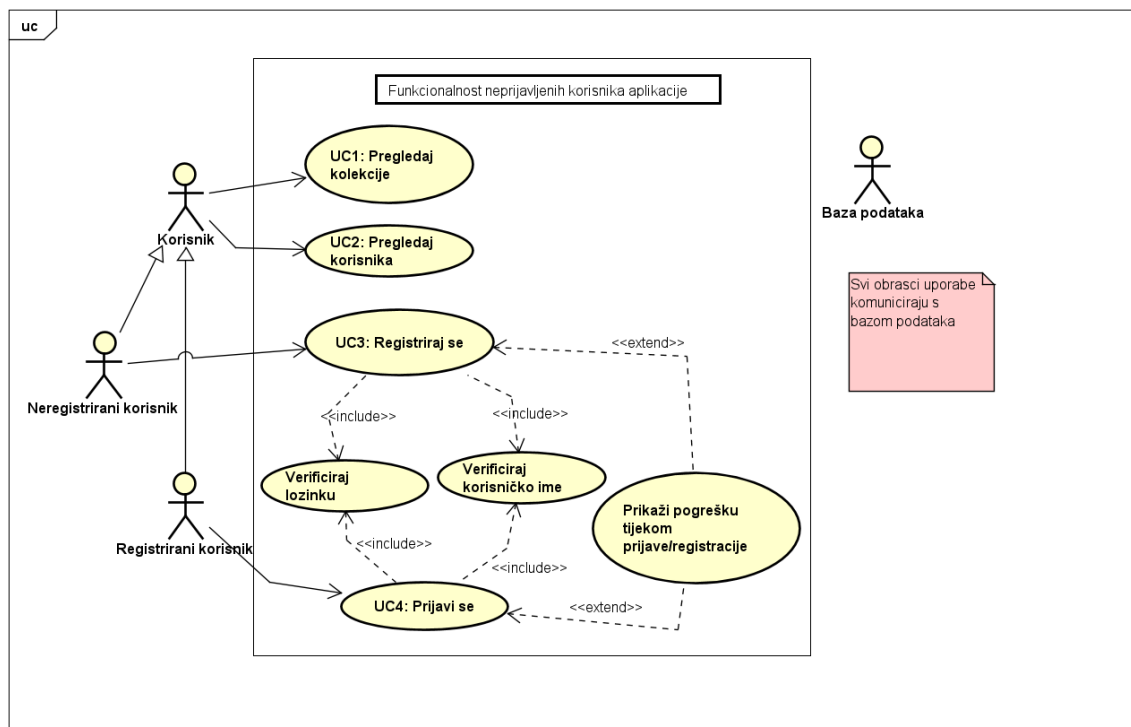 uc
Funkcionalnost neprijavljenih korisnika aplikacije
UC1: Pregledaj
kolekcije
Korisnik
Baza podataka
UC2: Pregledaj
korisnika
Svi obrasci uporabe
komuniciraju s
bazom podataka
UC3: Registriraj se
<<extend>>
Neregistrirani korisnik
<<include>>
<<include>>
Verificiraj
lozinku
Verificiraj
korisničko ime
Prikaži pogrešku
tijekom
prijave/registracije
Registrirani korisnik
<<include>>
<<include>>
UC4: Prijavi se
<<extend>>